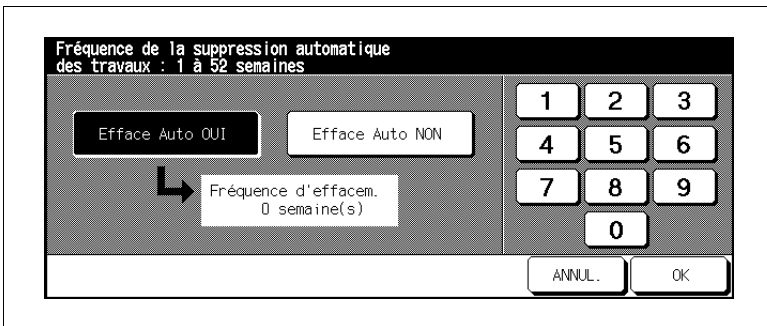 Fréquence de la suppression automatique
des travaux : 1 à 52 semaines
Efface Auto OUI
Efface Auto NON
Fréquence d'effacem.
0 semaine(s)
1 2 3
4 5 6
7 8 9
0
ANNUL.
OK